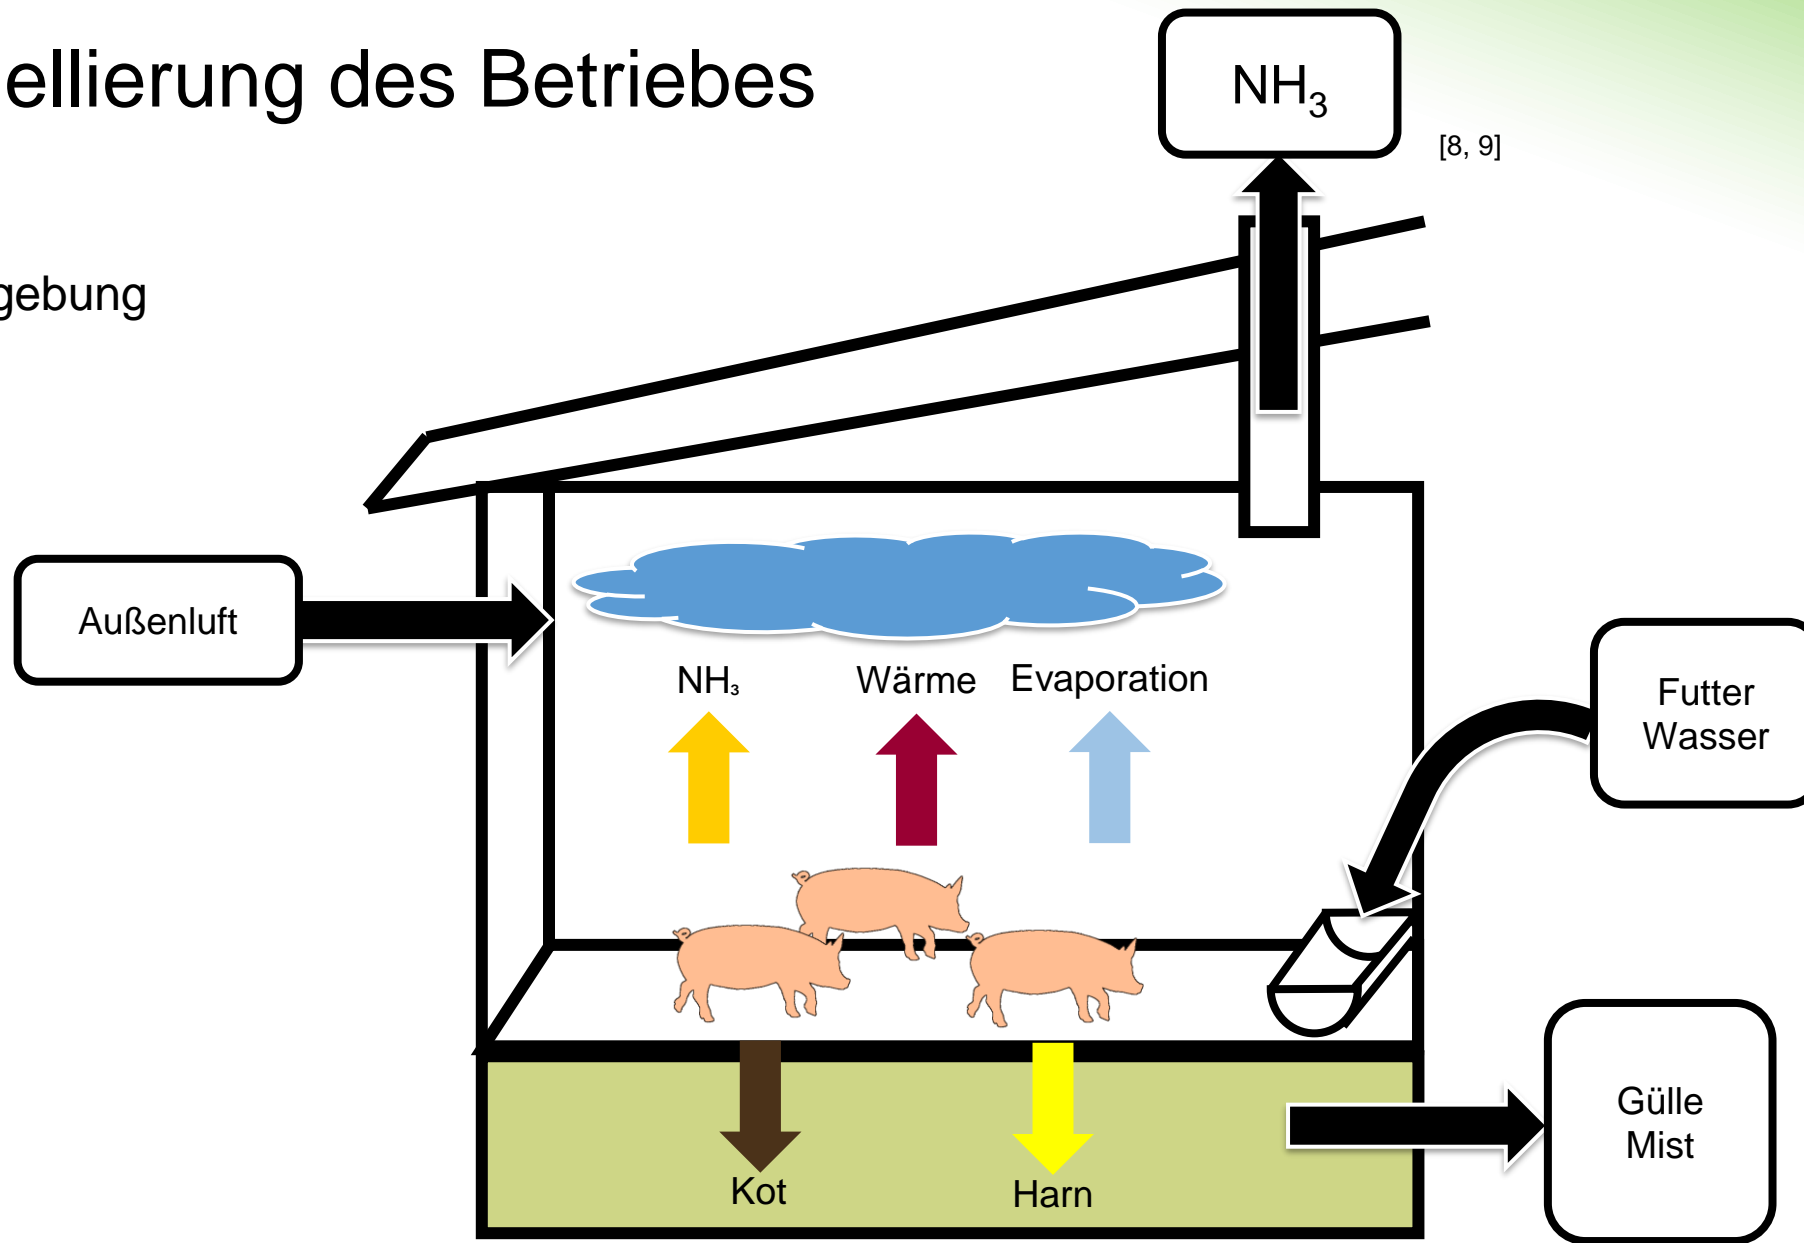 ellierung des Betriebes
NH₃
[8, 9]
gebung
Außenluft
NH₃ Wärme Evaporation
Futter
Wasser
Gülle
Mist
Kot Harn